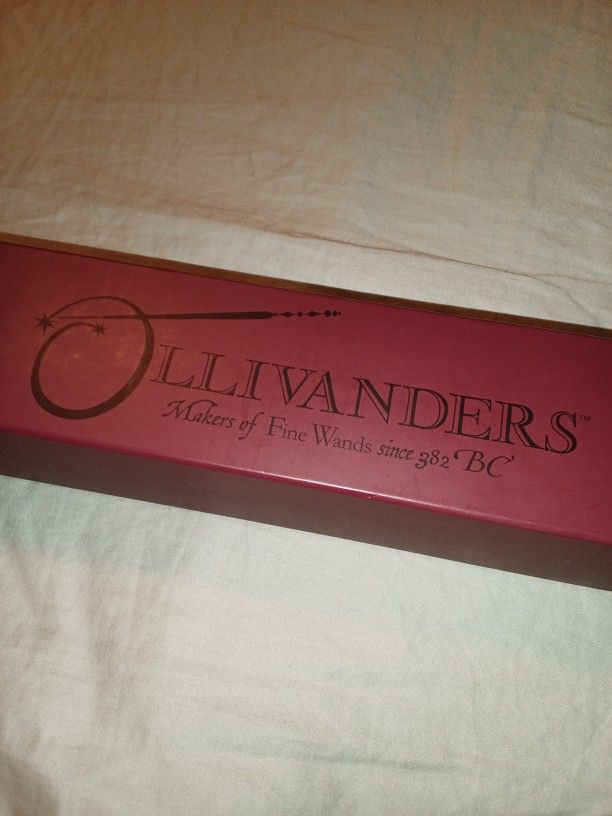 OLLIVANDERS™
Makers of Fine Wands since 382 BC